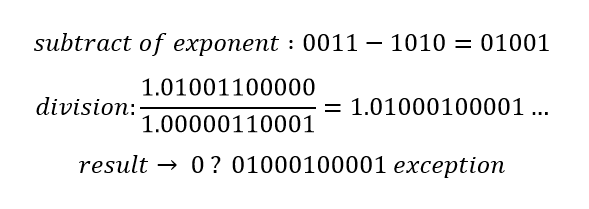 subtract of exponent : 0011 − 1010 = 01001
division: 1.01001100000 / 1.00000110001 = 1.01000100001 ...
result → 0 ? 01000100001 exception